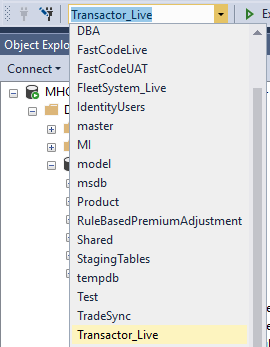 Transactor_Live
Object Explo
Connect
MHC
DBA
FastCodeLive
FastCodeUAT
FleetSystem_Live
IdentityUsers
master
MI
model
msdb
Product
RuleBasedPremiumAdjustment
Shared
StagingTables
tempdb
Test
TradeSync
Transactor_Live